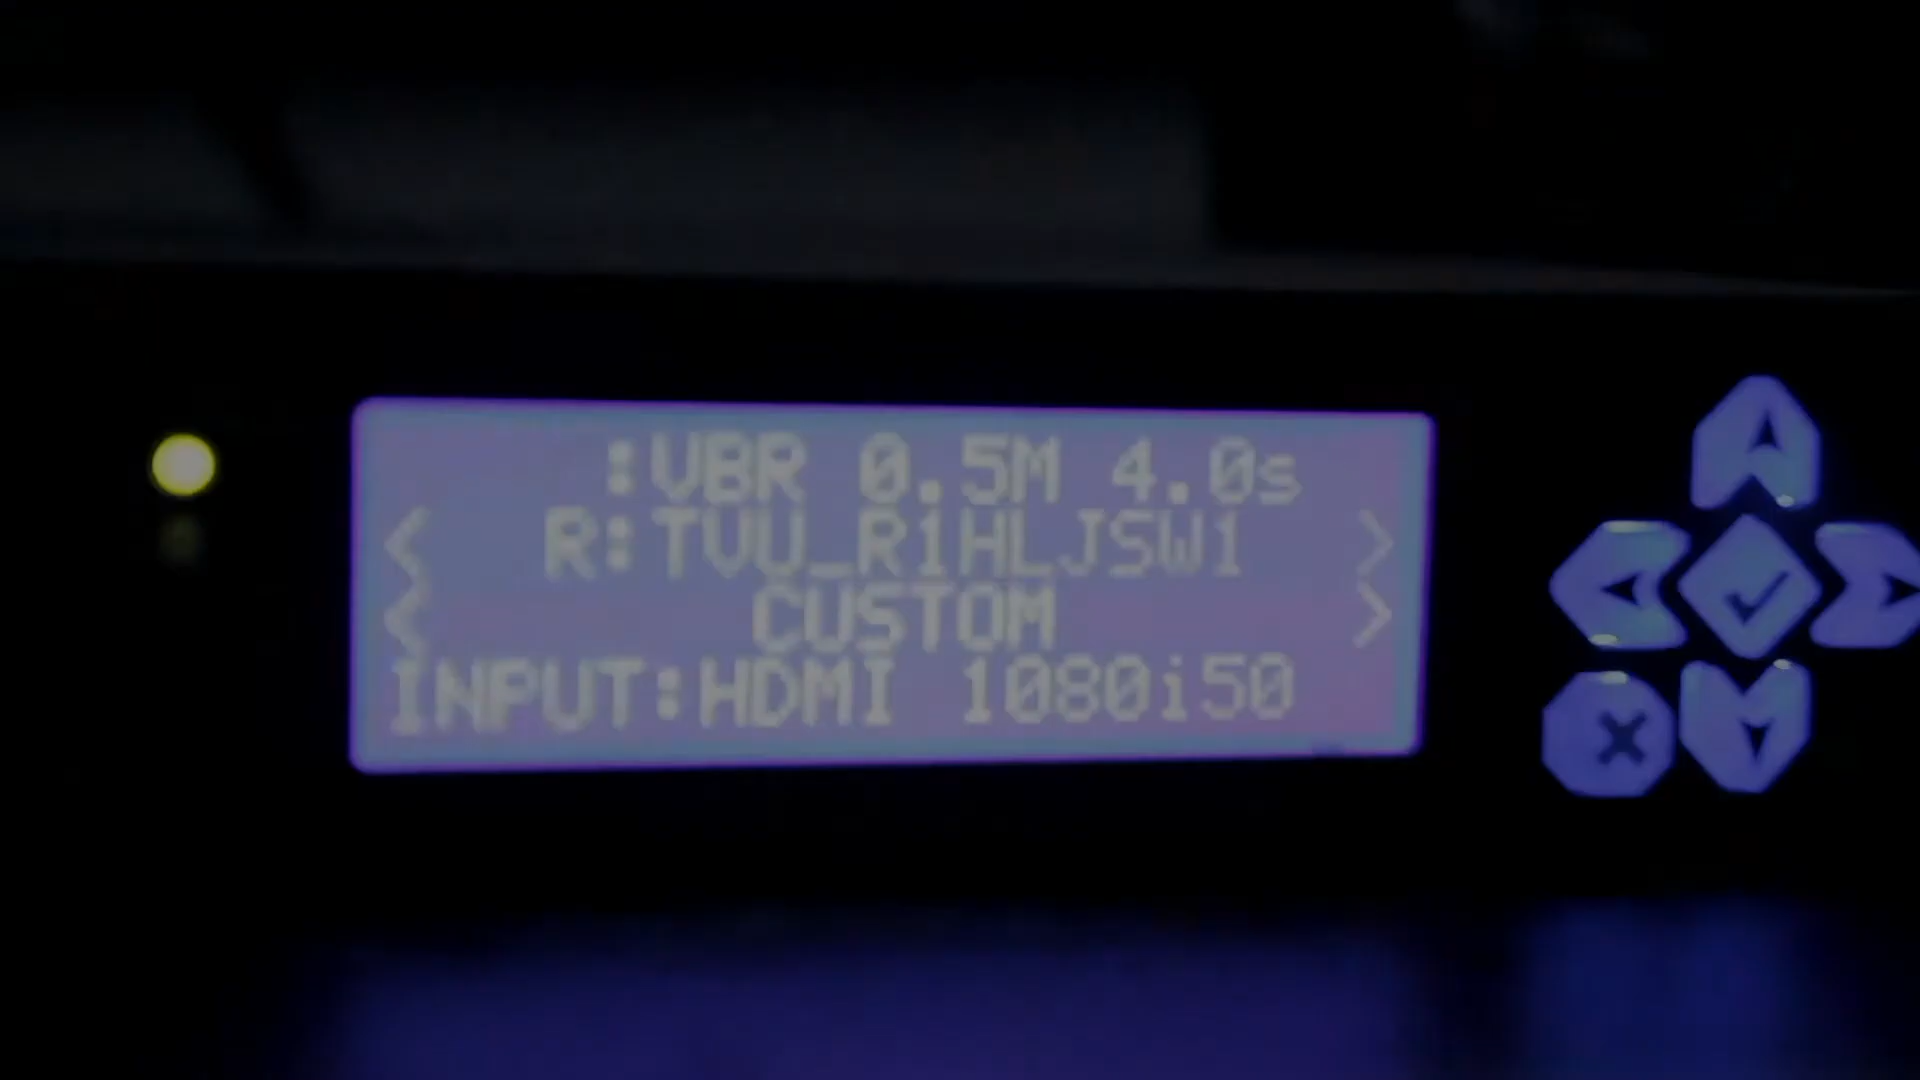 :VBR 0.5M 4.0s
< R:TVU_R1HLJSW1 >
< CUSTOM >
INPUT:HDMI 1080i50